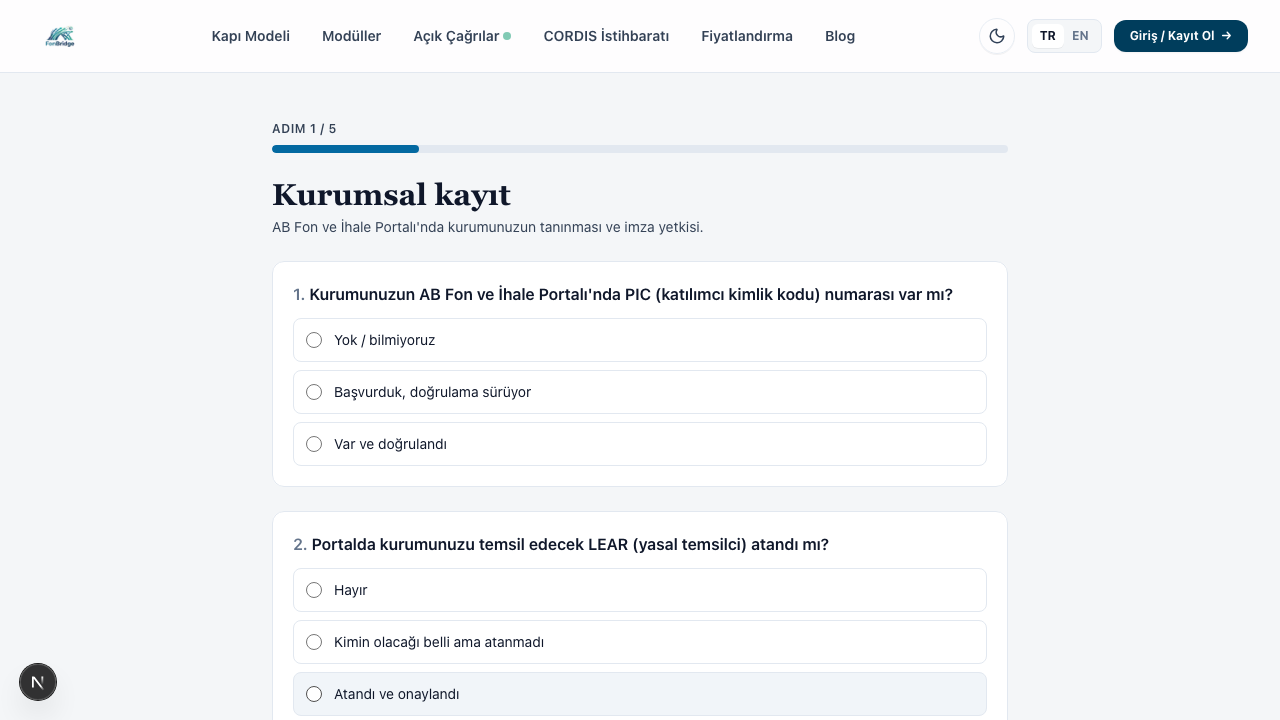 FonBridge
Kapı Modeli
Modüller
Açık Çağrılar
CORDIS İstihbaratı
Fiyatlandırma
Blog
TR
EN
Giriş / Kayıt Ol →
ADIM 1 / 5
Kurumsal kayıt
AB Fon ve İhale Portalı'nda kurumunuzun tanınması ve imza yetkisi.
1. Kurumunuzun AB Fon ve İhale Portalı'nda PIC (katılımcı kimlik kodu) numarası var mı?
Yok / bilmiyoruz
Başvurduk, doğrulama sürüyor
Var ve doğrulandı
2. Portalda kurumunuzu temsil edecek LEAR (yasal temsilci) atandı mı?
Hayır
Kimin olacağı belli ama atanmadı
Atandı ve onaylandı
N